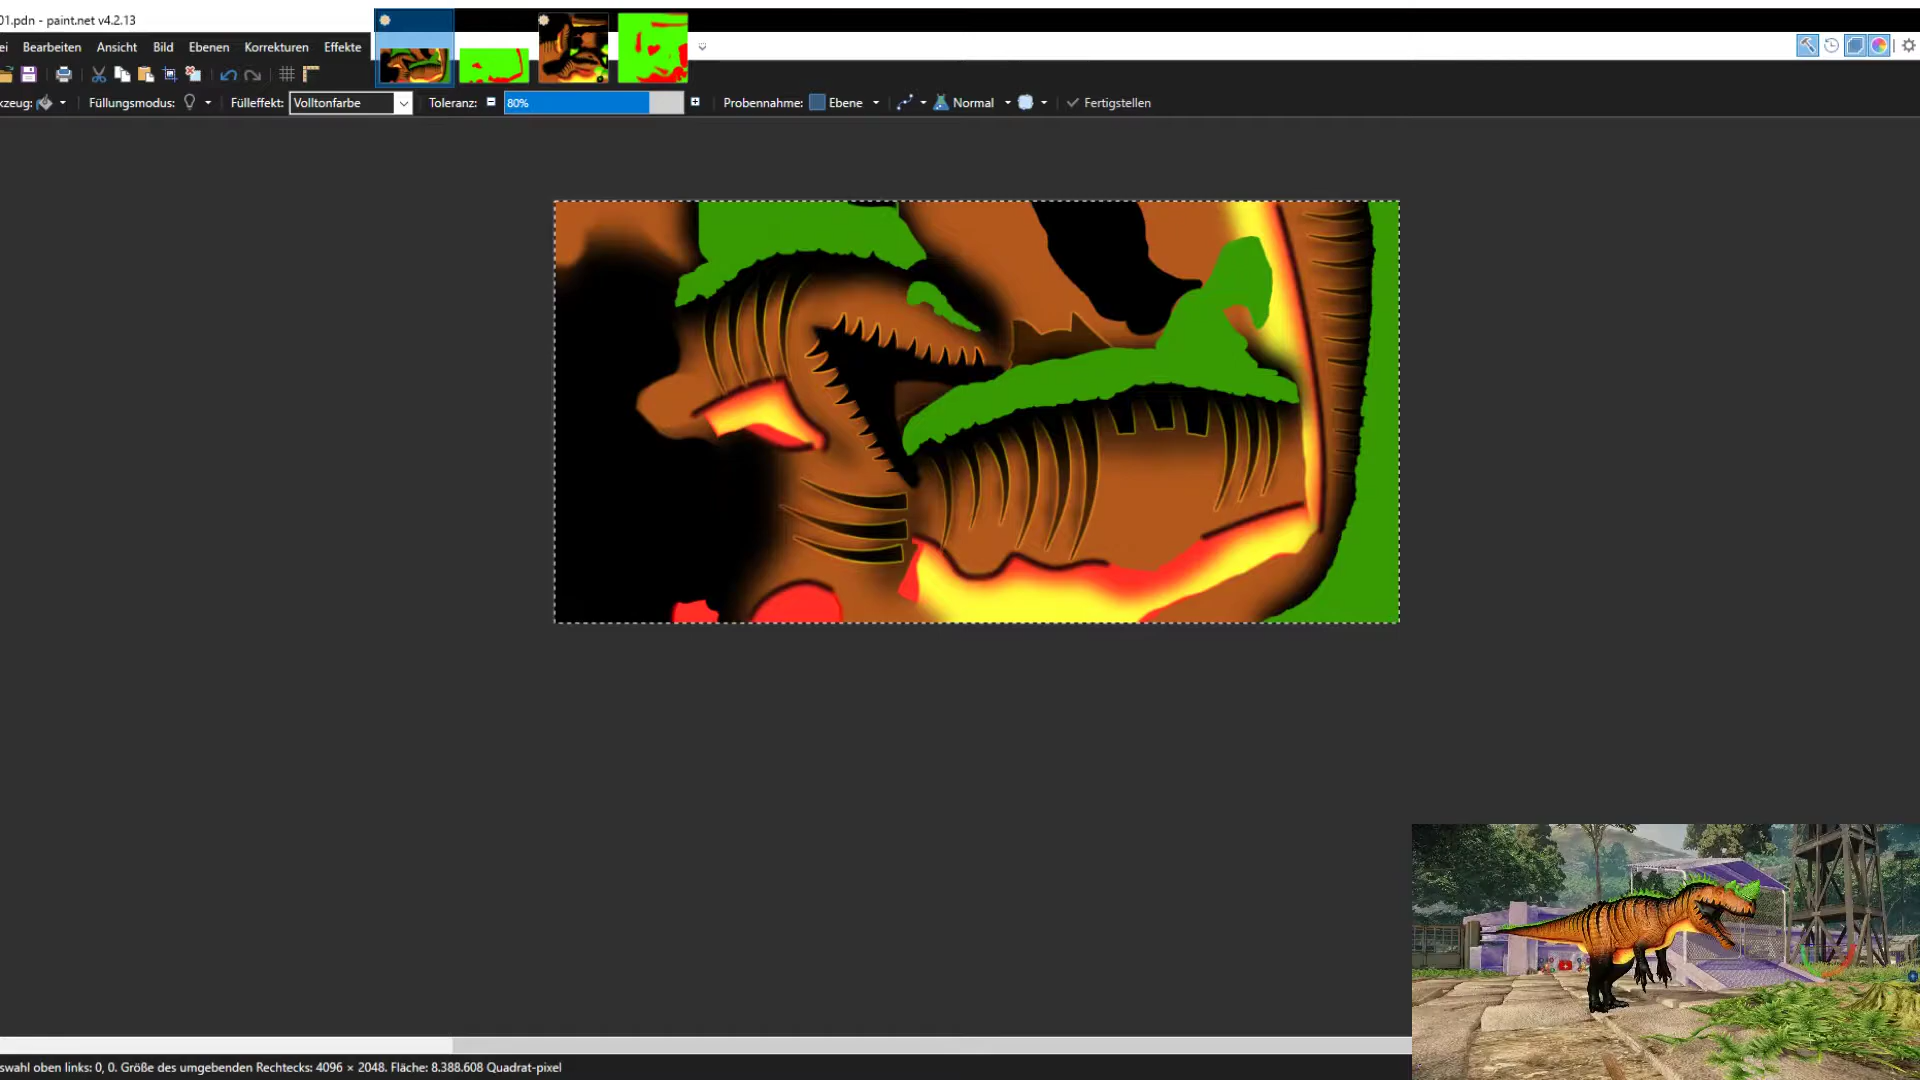 01.pdn - paint.net v4.2.13
ei Bearbeiten Ansicht Bild Ebenen Korrekturen Effekte
kzeug: Füllungsmodus: Fülleffekt: Volltonfarbe Toleranz: 80% Probennahme: Ebene Normal Fertigstellen
swahl oben links: 0, 0. Größe des umgebenden Rechtecks: 4096 × 2048. Fläche: 8.388.608 Quadrat-pixel